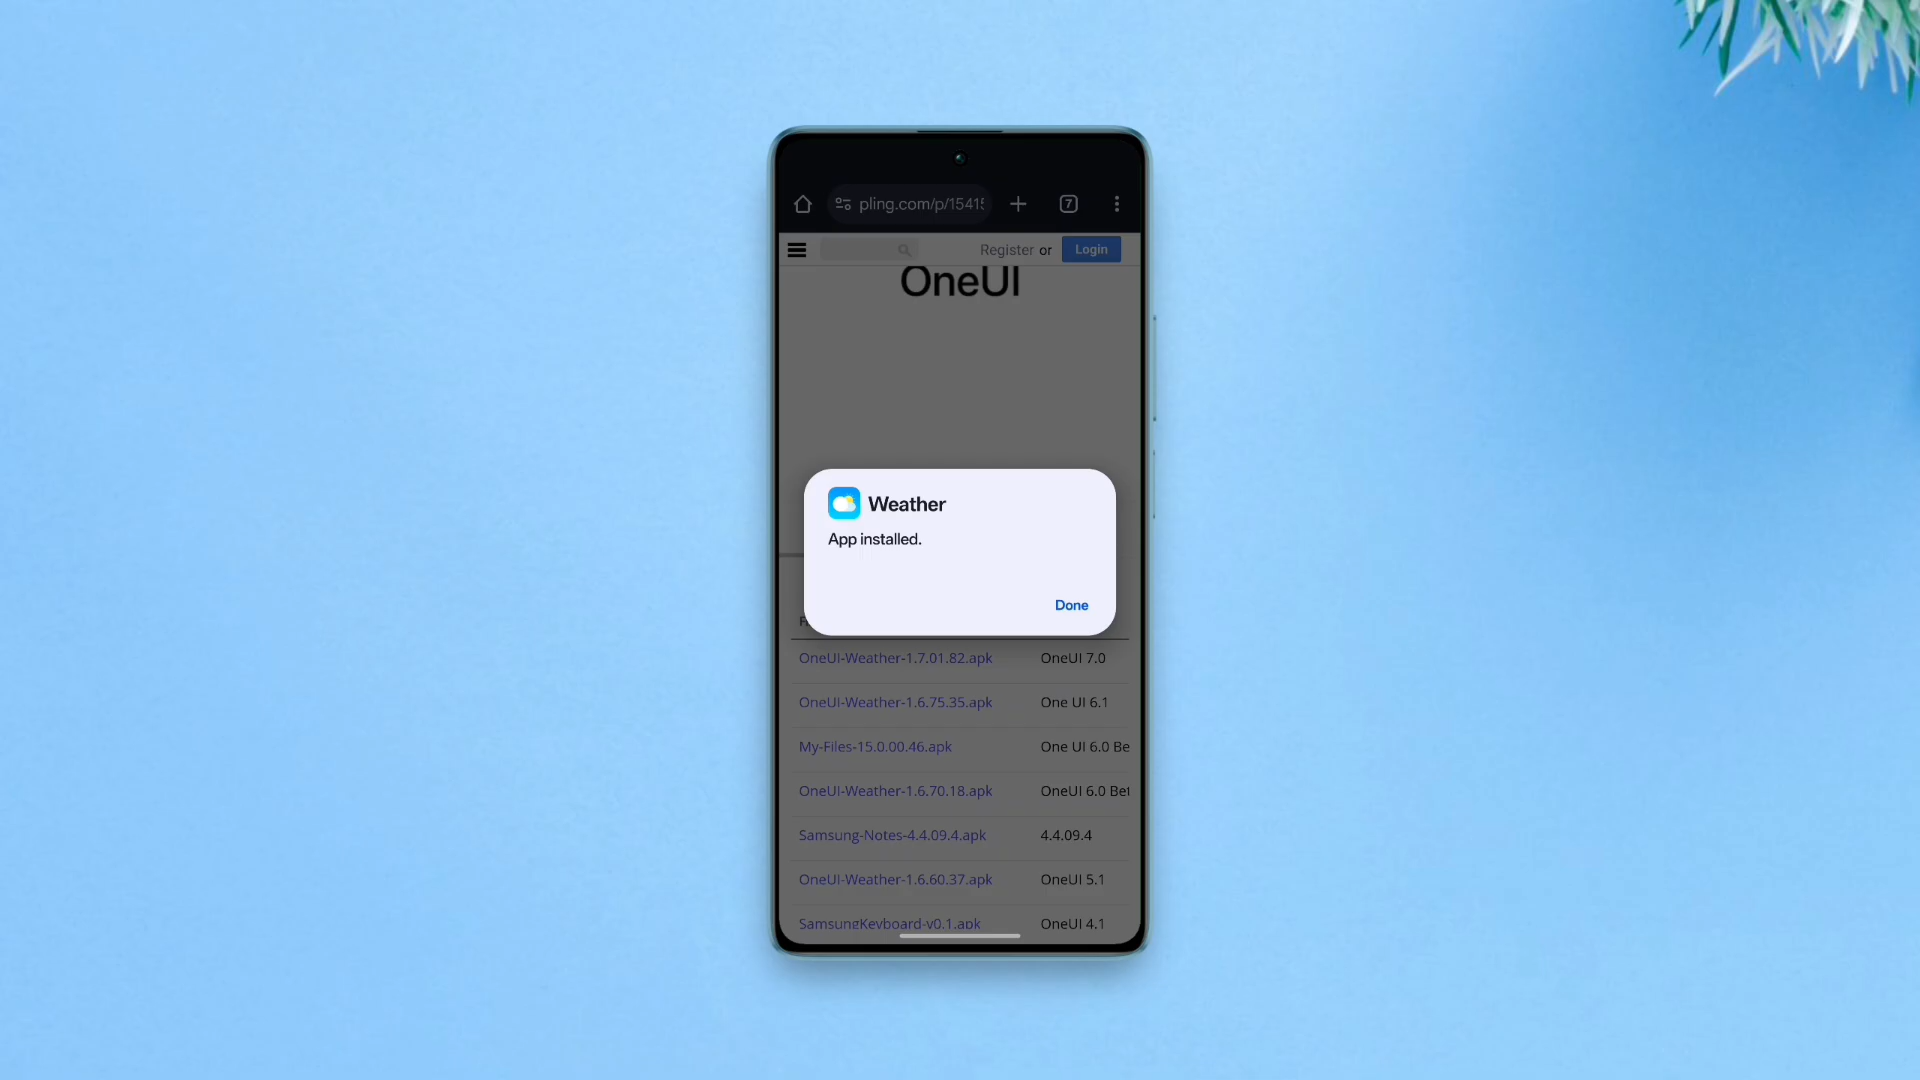 pling.com/p/1541
7
Register or Login
OneUI
Weather
App installed.
Done
OneUI-Weather-1.7.01.82.apk OneUI 7.0
OneUI-Weather-1.6.75.35.apk One UI 6.1
My-Files-15.0.00.46.apk One UI 6.0 Be
OneUI-Weather-1.6.70.18.apk OneUI 6.0 Bet
Samsung-Notes-4.4.09.4.apk 4.4.09.4
OneUI-Weather-1.6.60.37.apk OneUI 5.1
SamsungKeyboard-v0.1.apk OneUI 4.1